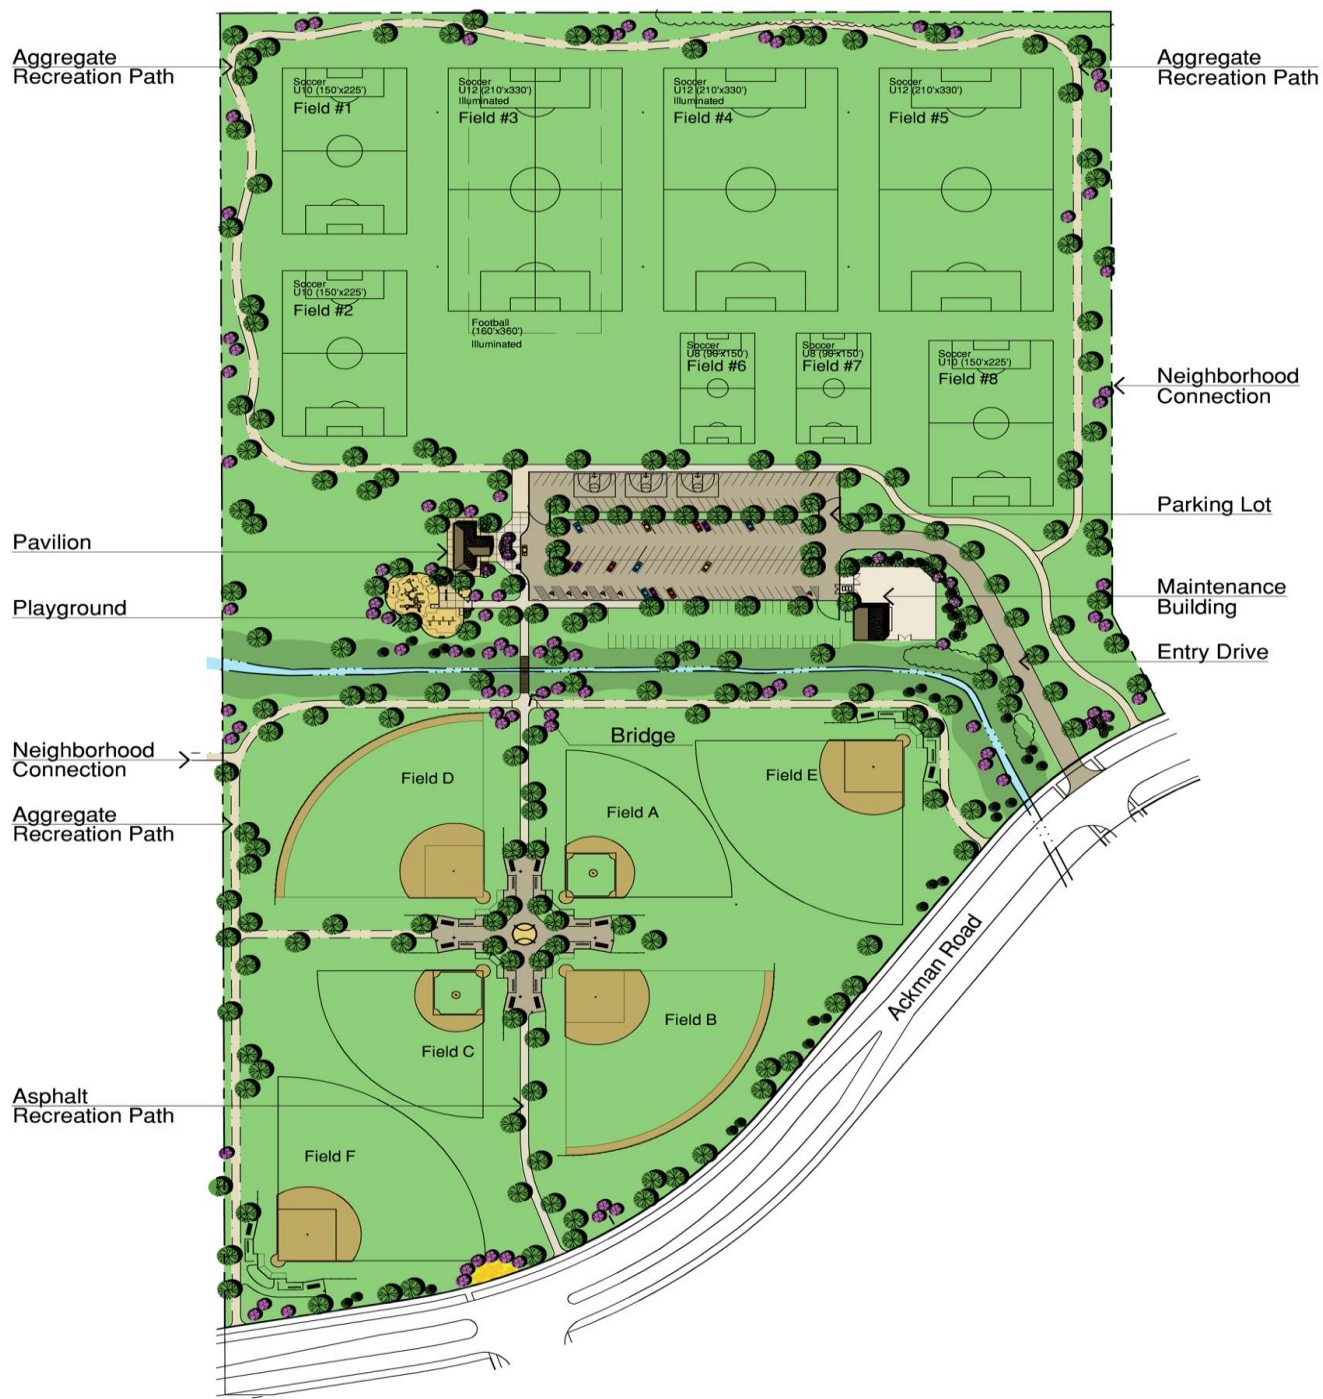 Aggregate
Recreation Path
Aggregate
Recreation Path
Soccer
U10 (150'x225')
Field #1
Soccer
U12 (210'x330')
Illuminated
Field #3
Soccer
U12 (210'x330')
Illuminated
Field #4
Soccer
U12 (210'x330')
Field #5
Soccer
U10 (150'x225')
Field #2
Football
(160'x360')
Illuminated
Soccer
U8 (90'x150')
Field #6
Soccer
U8 (90'x150')
Field #7
Soccer
U10 (150'x225')
Field #8
Neighborhood
Connection
Parking Lot
Pavilion
Playground
Maintenance
Building
Entry Drive
Neighborhood
Connection
Bridge
Aggregate
Recreation Path
Field D
Field A
Field E
Field C
Field B
Ackman Road
Asphalt
Recreation Path
Field F